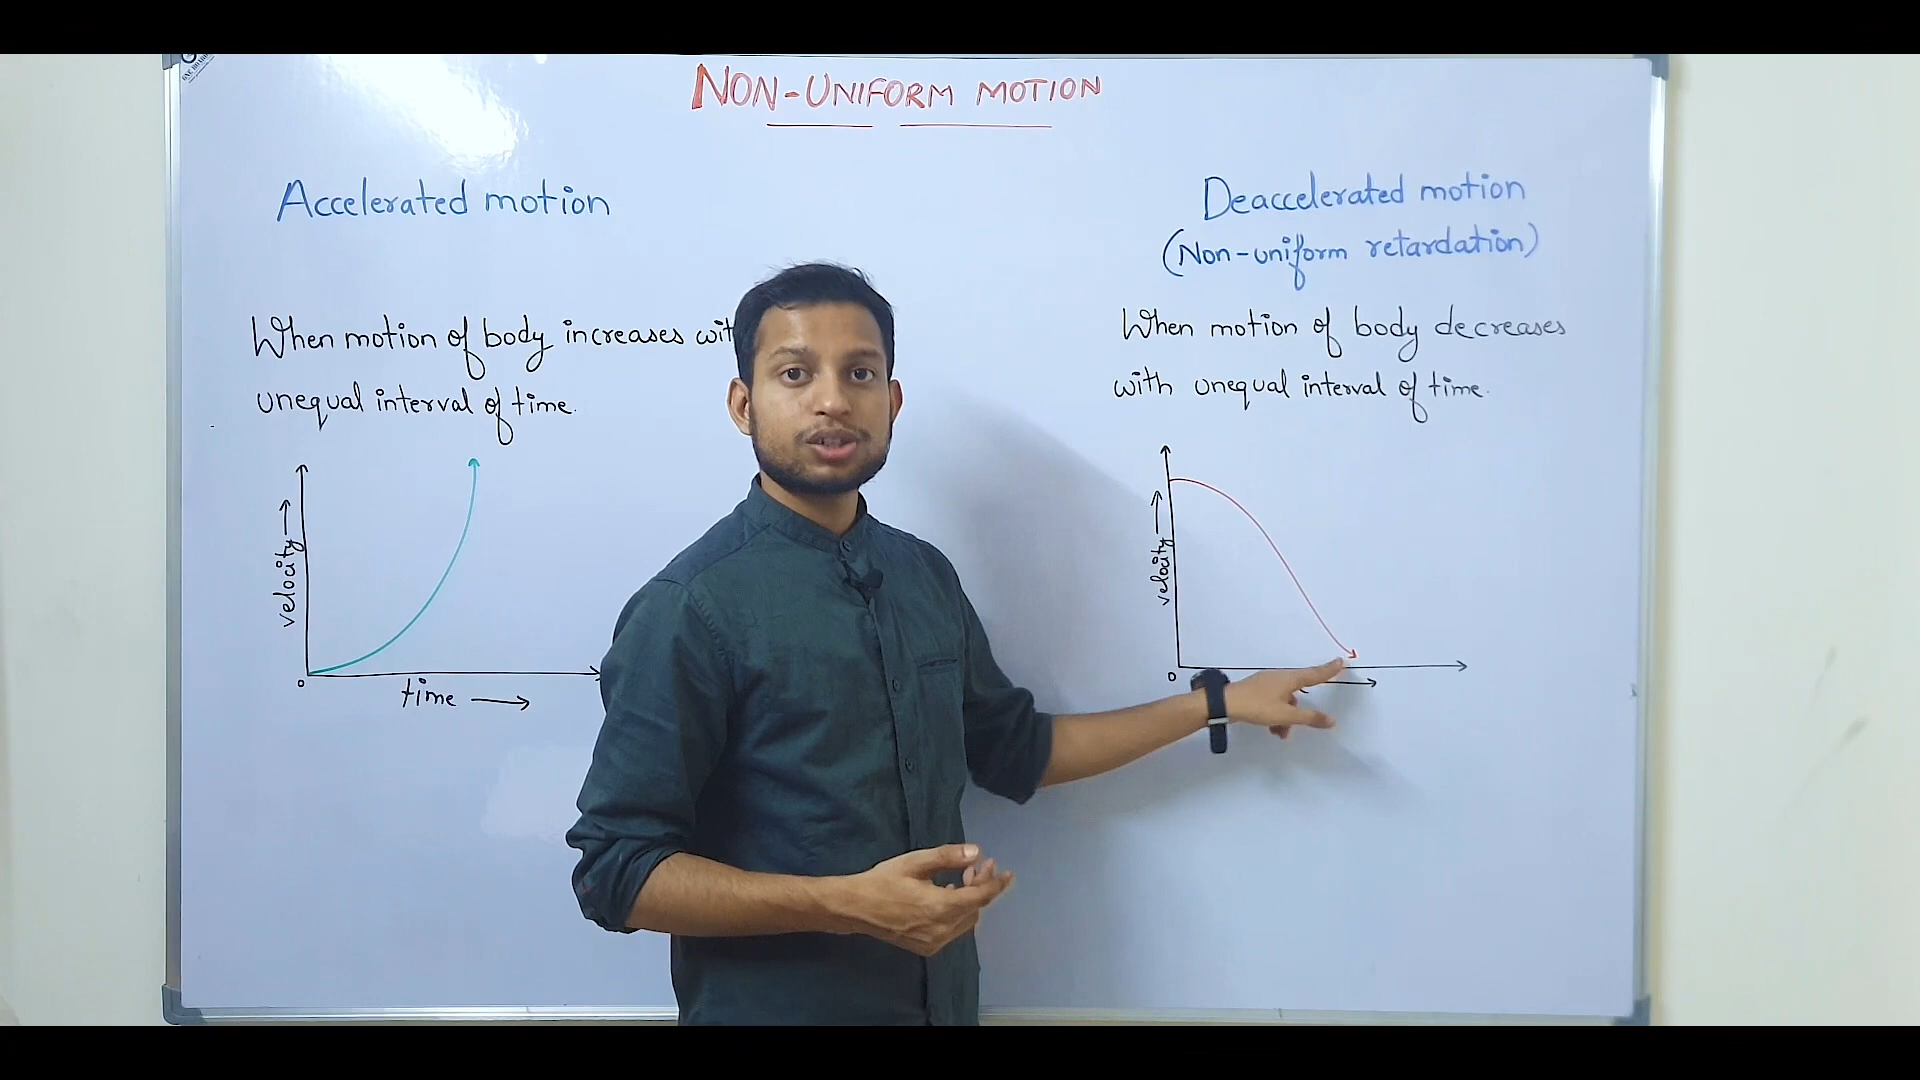 NON-UNIFORM MOTION
Accelerated motion
When motion of body increases
unequal interval of time.
velocity
0
time
Deaccelerated motion
(Non-uniform retardation)
When motion of body decreases
with unequal interval of time.
velocity
0